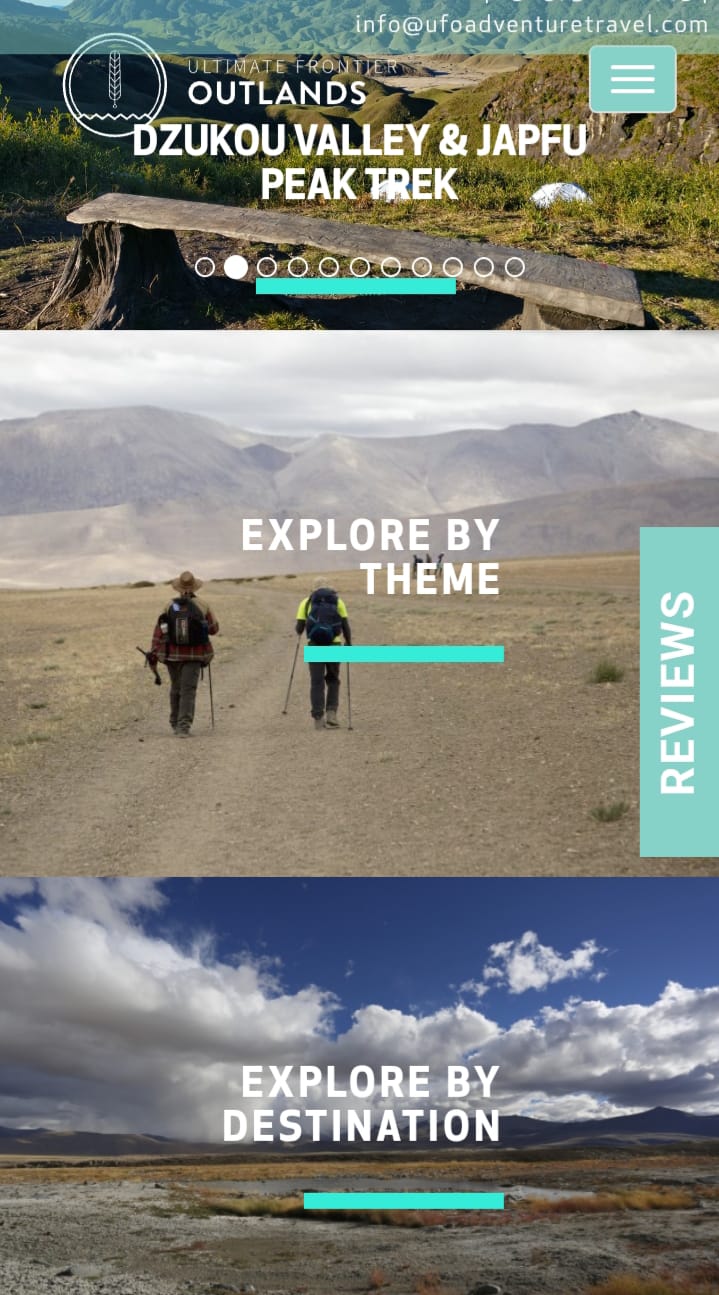 info@ufoadventuretravel.com
ULTIMATE FRONTIER
OUTLANDS
DZUKOU VALLEY & JAPFU
PEAK TREK
EXPLORE BY
THEME
REVIEWS
EXPLORE BY
DESTINATION